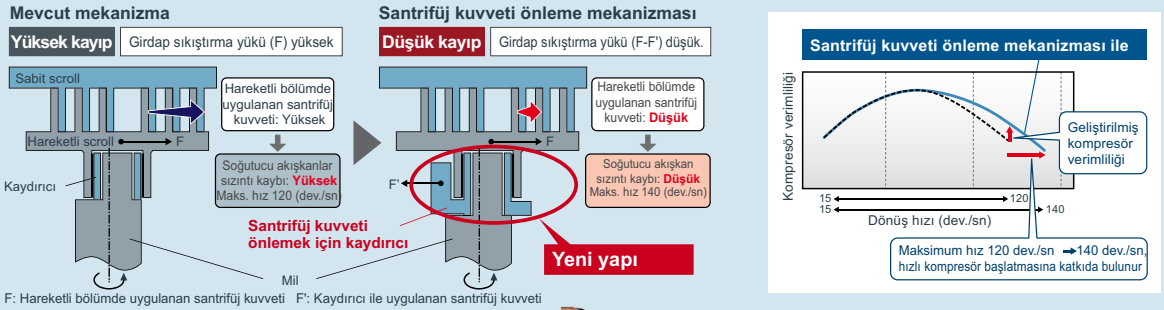 Mevcut mekanizma
Yüksek kayıp
Girdap sıkıştırma yükü (F) yüksek
Sabit scroll
Hareketli bölümde
uygulanan santrifüj
kuvveti: Yüksek
Hareketli scroll
F
Soğutucu akışkanlar
sızıntı kaybı: Yüksek
Maks. hız 120 (dev./sn)
Kaydırıcı
Santrifüj kuvveti önleme mekanizması
Düşük kayıp
Girdap sıkıştırma yükü (F-F') düşük.
Hareketli bölümde
uygulanan santrifüj
kuvveti: Düşük
F
Soğutucu akışkan
sızıntı kaybı: Düşük
Maks. hız 140 (dev./sn)
F'
Santrifüj kuvveti
önlemek için kaydırıcı
Yeni yapı
Mil
F: Hareketli bölümde uygulanan santrifüj kuvveti F': Kaydırıcı ile uygulanan santrifüj kuvveti
Santrifüj kuvveti önleme mekanizması ile
Kompresör verimliliği
Geliştirilmiş
kompresör
verimliliği
15 120
15 140
Dönüş hızı (dev./sn)
Maksimum hız 120 dev./sn → 140 dev./sn,
hızlı kompresör başlatmasına katkıda bulunur